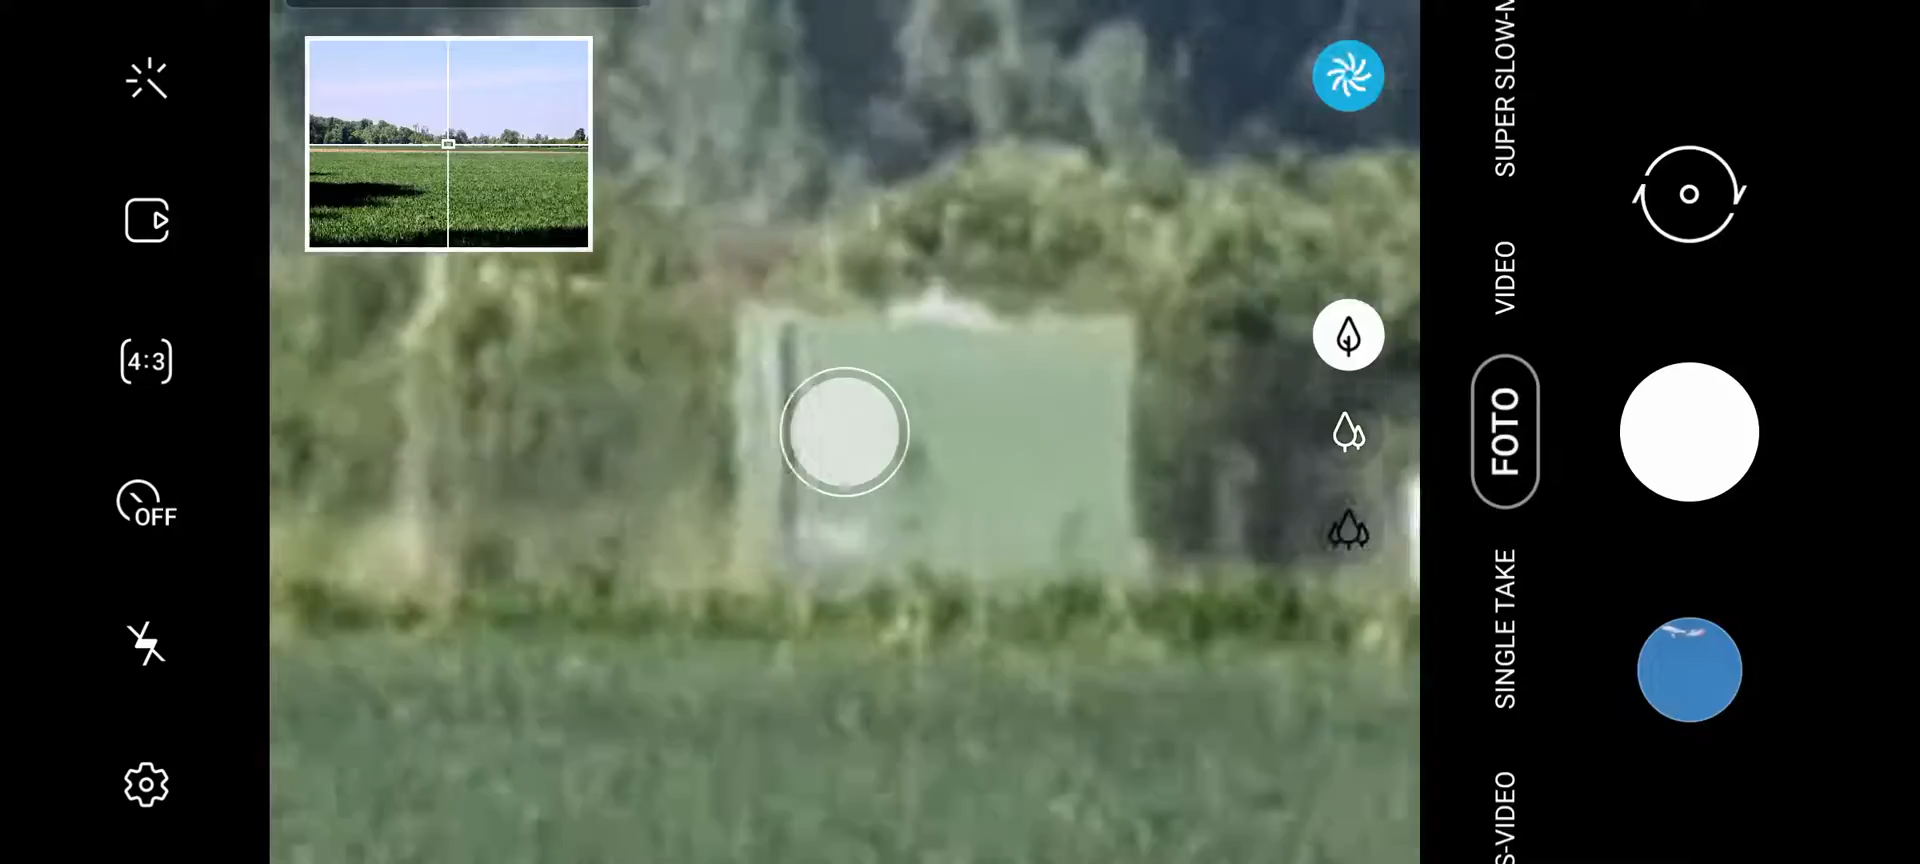 4:3
OFF
SUPER SLOW-M
VIDEO
FOTO
SINGLE TAKE
S-VIDEO